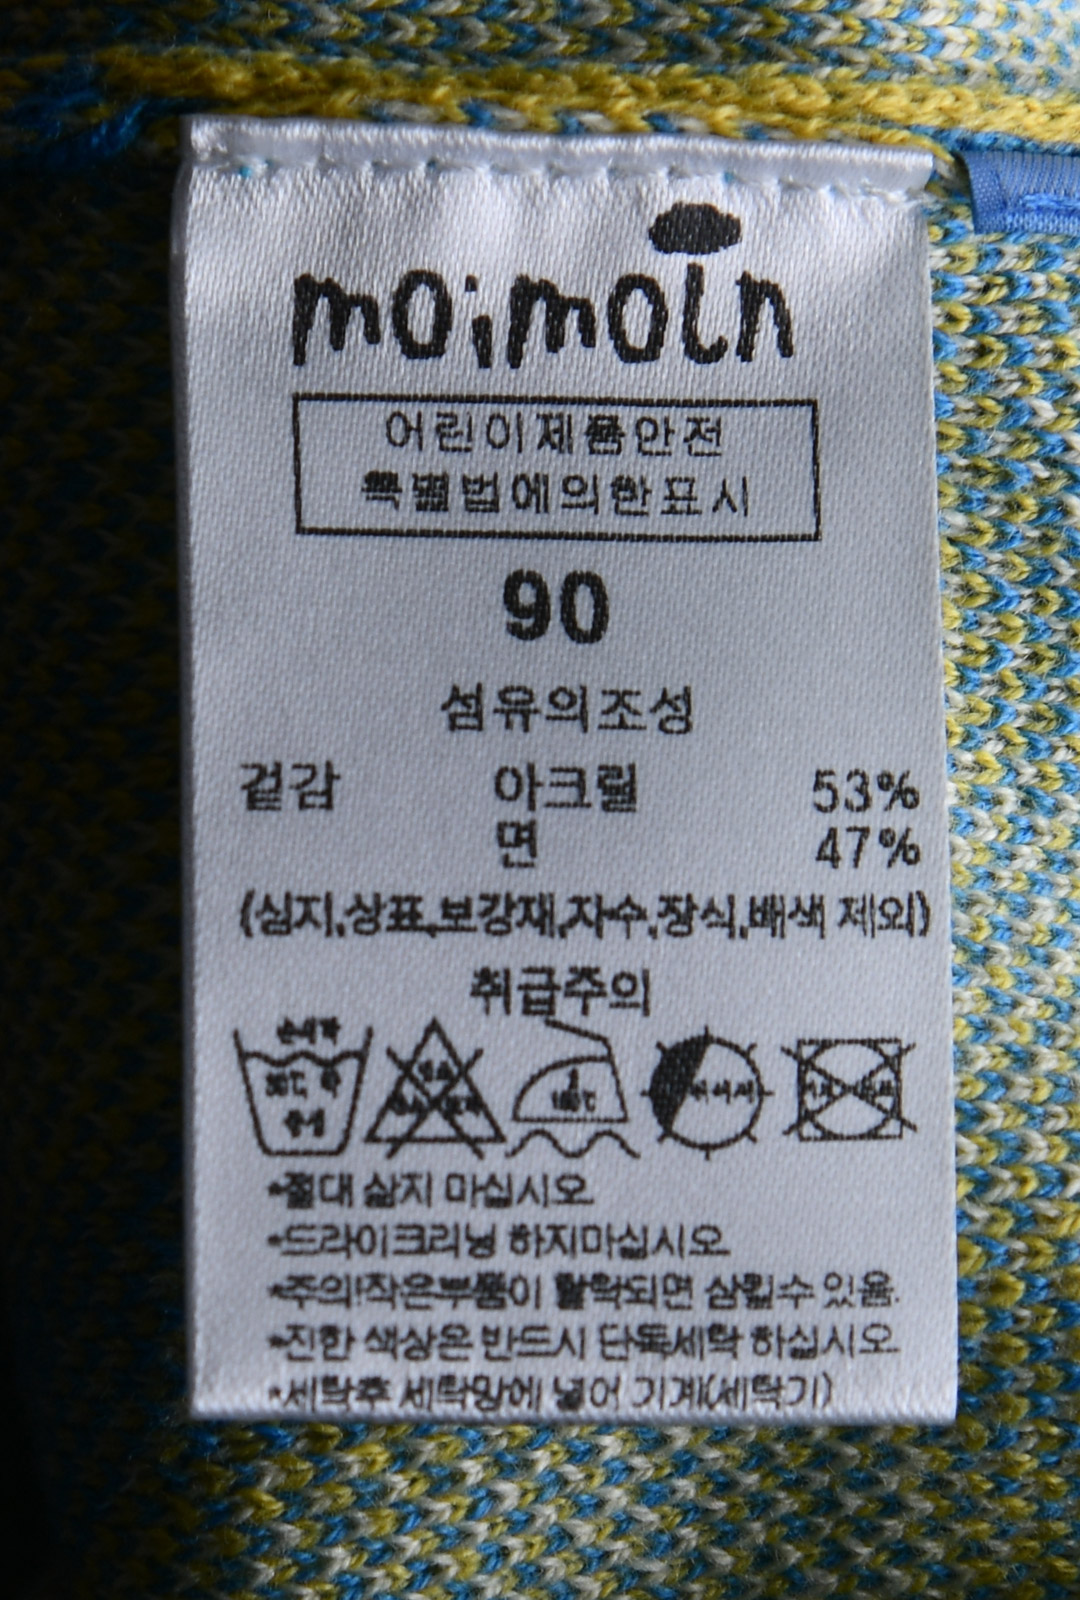 moimoln
어린이제품안전
특별법에의한표시
90
섬유의조성
겉감 아크릴 53%
면 47%
(심지,상표,보강재,자수,장식,배색 제외)
취급주의
손세탁
30℃
중성
*절대 삶지 마십시오
*드라이크리닝 하지마십시오
*주의!작은부품이 탈락되면 삼킬수 있음.
*진한 색상은 반드시 단독세탁 하십시오
*세탁후 세탁망에 넣어 기계(세탁기)